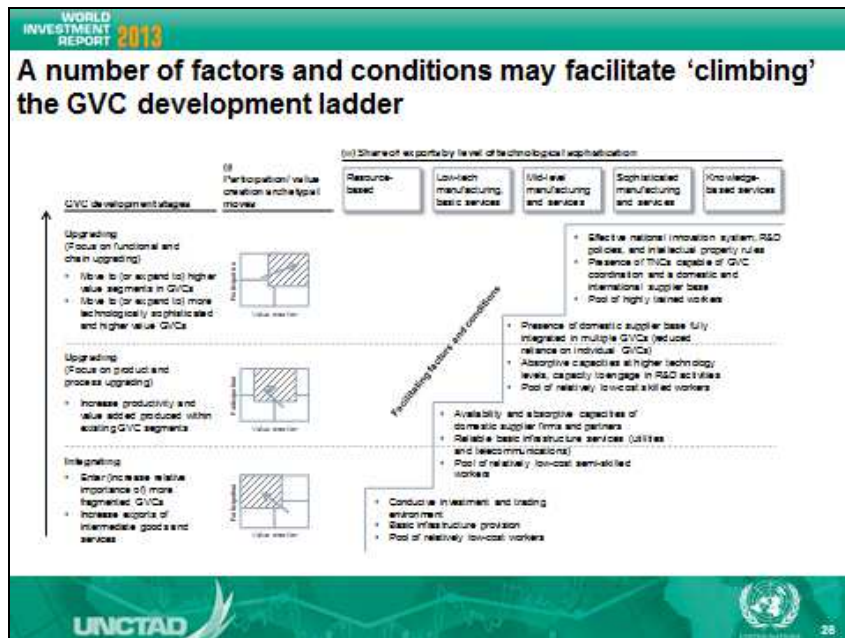 WORLD
INVESTMENT
REPORT 2013
A number of factors and conditions may facilitate ‘climbing’
the GVC development ladder
Share of exports by level of technological sophistication
Participation/ value
creation archetypal
moves
GVC development stages
Resource-
based
Low-tech
manufacturing,
basic services
Mid-level
manufacturing
and services
Sophisticated
manufacturing
and services
Knowledge-
based services
Upgrading
(Focus on functional and
chain upgrading)
• Move to (or expand to) higher
value segments in GVCs
• Move to (or expand to) more
technologically sophisticated
and higher value GVCs
Participation
Value creation
• Effective national innovation system, R&D
policies, and intellectual property rules
• Presence of TNCs capable of GVC
coordination and a domestic and
international supplier base
• Pool of highly trained workers
Facilitating factors and conditions
Upgrading
(Focus on product and
process upgrading)
• Increase productivity and
value added produced within
existing GVC segments
Participation
Value creation
• Presence of domestic supplier base fully
integrated in multiple GVCs (reduced
reliance on individual GVCs)
• Absorptive capacities at higher technology
levels, capacity to engage in R&D activities
• Pool of relatively low-cost skilled workers
• Availability and absorptive capacities of
domestic supplier firms and partners
• Reliable basic infrastructure services (utilities
and telecommunications)
• Pool of relatively low-cost semi-skilled
workers
Integrating
• Enter (increase relative
importance of) more
fragmented GVCs
• Increase exports of
intermediate goods and
services
Participation
Value creation
• Conducive investment and trading
environment
• Basic infrastructure provision
• Pool of relatively low-cost workers
UNCTAD